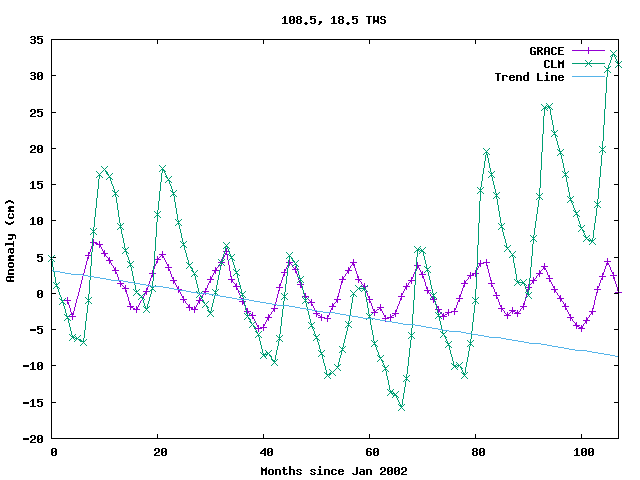 108.5, 18.5 TWS
GRACE
CLM
Trend Line
Anomaly (cm)
35
30
25
20
15
10
5
0
-5
-10
-15
-20
0 20 40 60 80 100
Months since Jan 2002